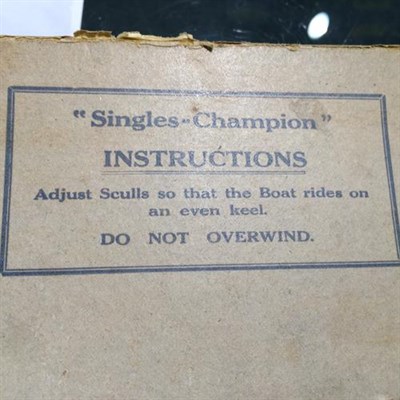 "Singles-Champion"
INSTRUCTIONS
Adjust Sculls so that the Boat rides on
an even keel.
DO NOT OVERWIND.